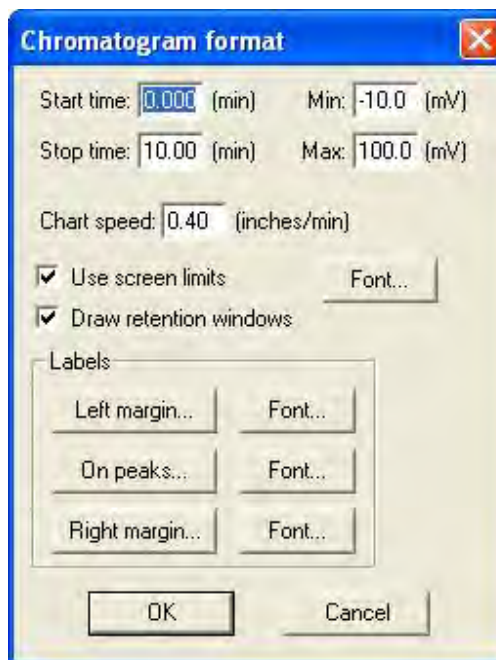 Chromatogram format
Start time: 0.000 (min) Min: -10.0 (mV)
Stop time: 10.00 (min) Max: 100.0 (mV)
Chart speed: 0.40 (inches/min)
Use screen limits Font...
Draw retention windows
Labels
Left margin... Font...
On peaks... Font...
Right margin... Font...
OK Cancel